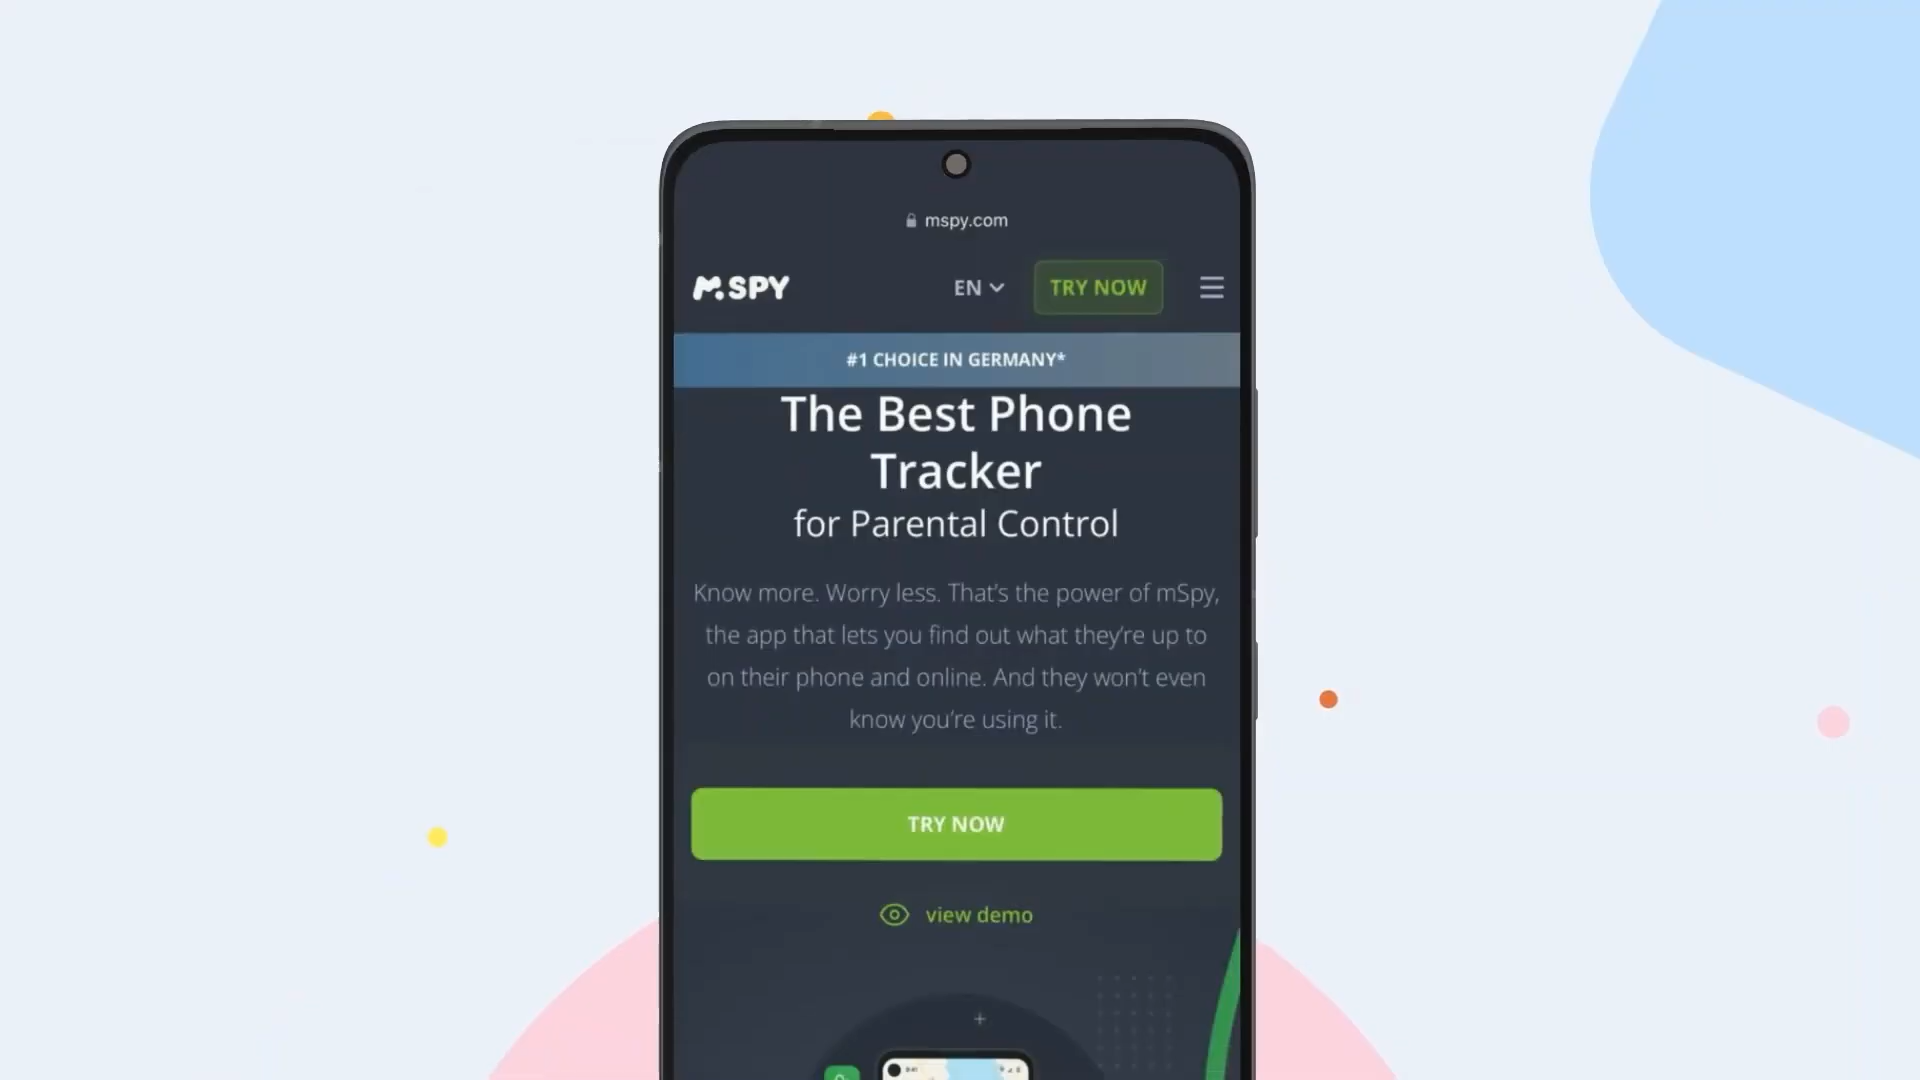 mspy.com
mSPY
EN
TRY NOW
#1 CHOICE IN GERMANY*
The Best Phone
Tracker
for Parental Control
Know more. Worry less. That's the power of mSpy,
the app that lets you find out what they're up to
on their phone and online. And they won't even
know you're using it.
TRY NOW
view demo